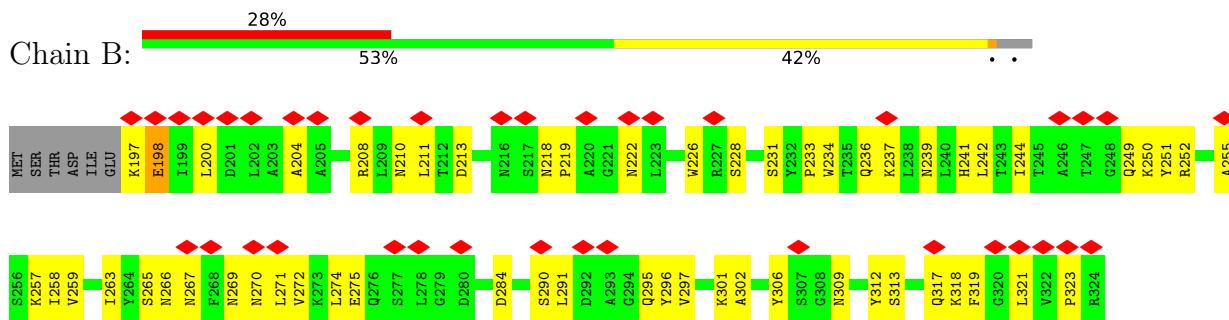 28%
Chain B:
53% 42% • •
MET SER THR ASP ILE GLU K197 E198 I199 L200 D201 L202 A203 A204 A205 R208 L209 N210 L211 T212 D213 N216 S217 N218 P219 A220 G221 N222 L223 W226 R227 S228 S231 Y232 P233 W234 T235 Q236 K237 L238 N239 L240 H241 L242 T243 I244 T245 A246 T247 G248 Q249 K250 Y251 R252 A255
S256 K257 I258 V259 I263 Y264 S265 N266 N267 F268 N269 N270 L271 V272 K273 L274 E275 Q276 S277 L278 G279 D280 D284 S290 L291 D292 A293 G294 Q295 Y296 V297 K301 A302 Y306 S307 G308 N309 Y312 S313 Q317 K318 F319 G320 L321 V322 P323 R324